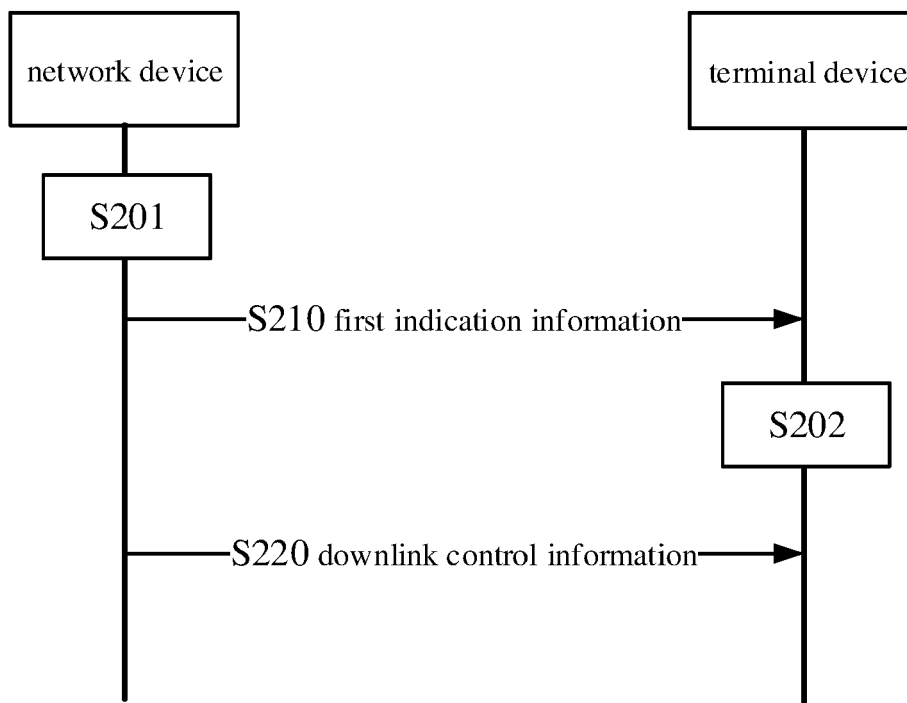 network device
terminal device
S201
S210 first indication information
S202
S220 downlink control information